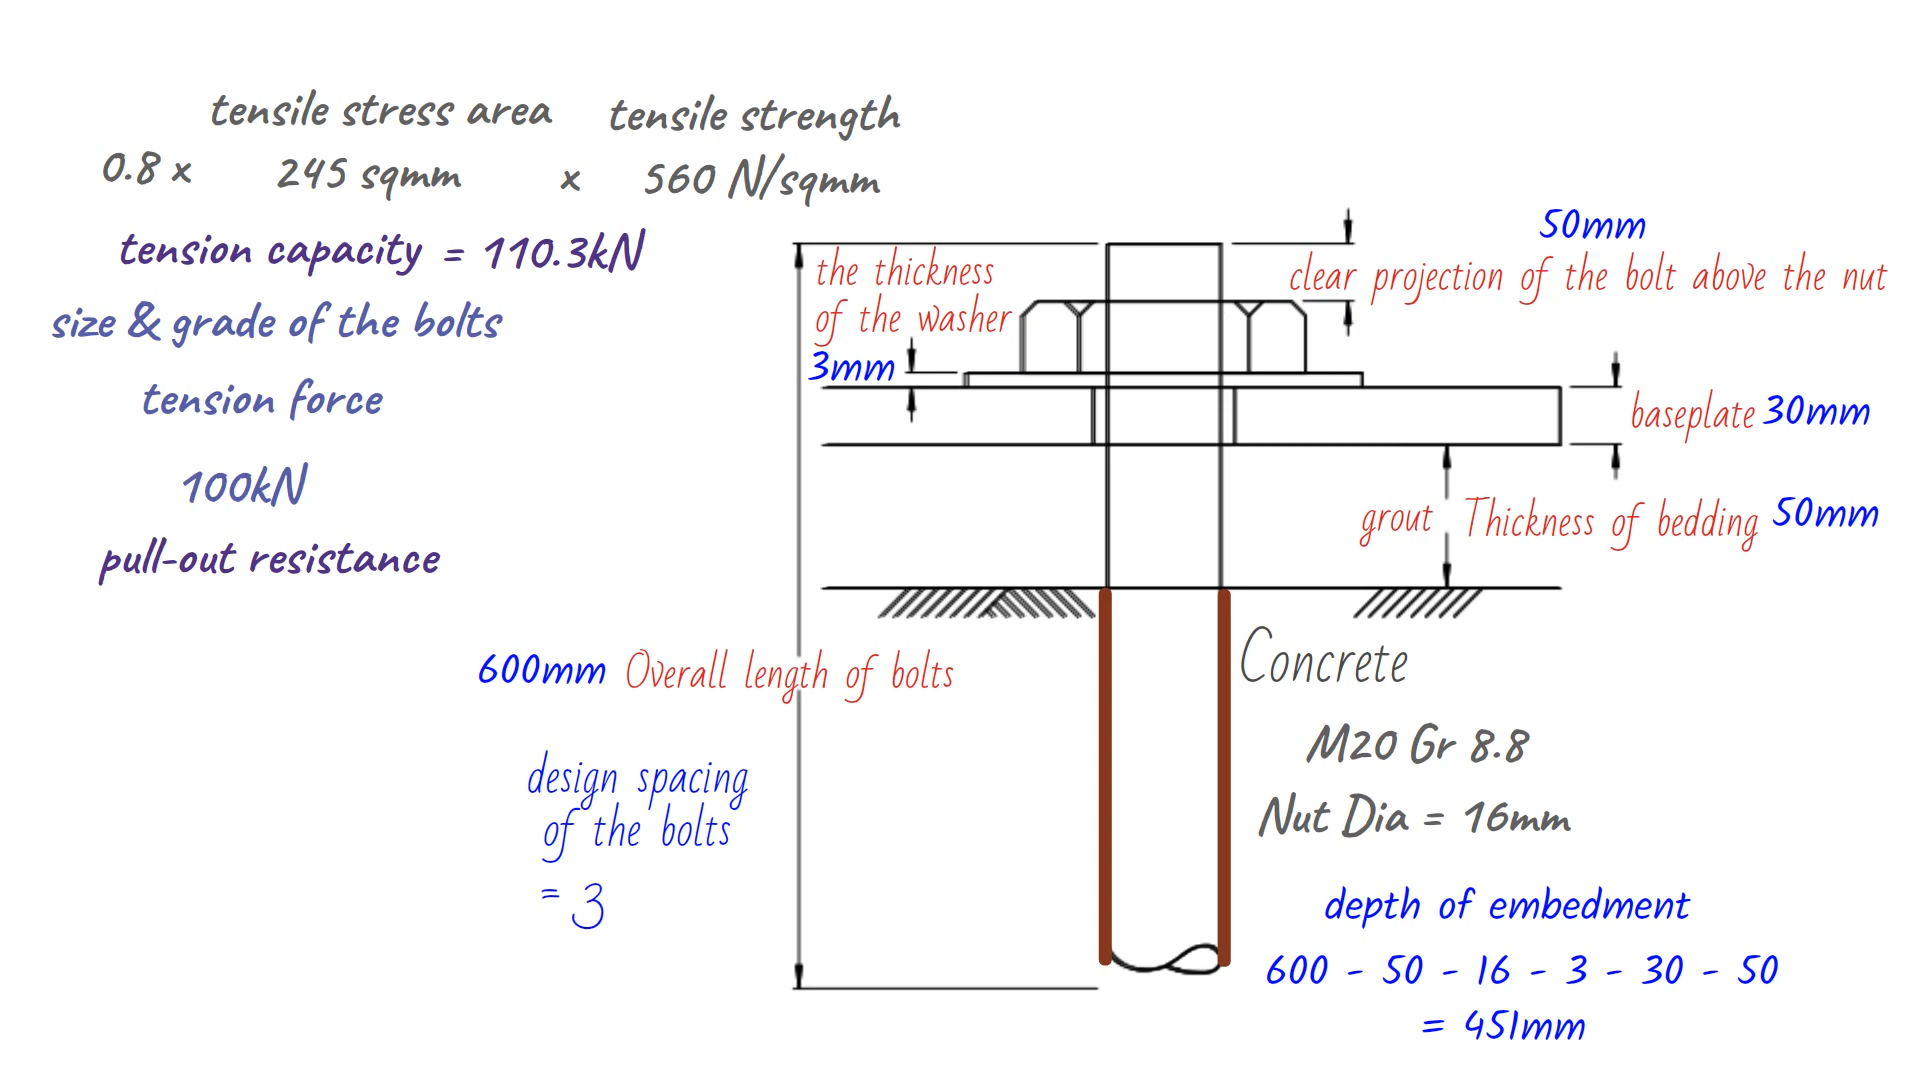 tensile stress area tensile strength
0.8 x 245 sqmm x 560 N/sqmm
tension capacity = 110.3kN
size & grade of the bolts
tension force
100kN
pull-out resistance
the thickness
of the washer
3mm
50mm
clear projection of the bolt above the nut
baseplate 30mm
grout Thickness of bedding 50mm
600mm Overall length of bolts
Concrete
design spacing
of the bolts
= 3
M20 Gr 8.8
Nut Dia = 16mm
depth of embedment
600 - 50 - 16 - 3 - 30 - 50
= 451mm